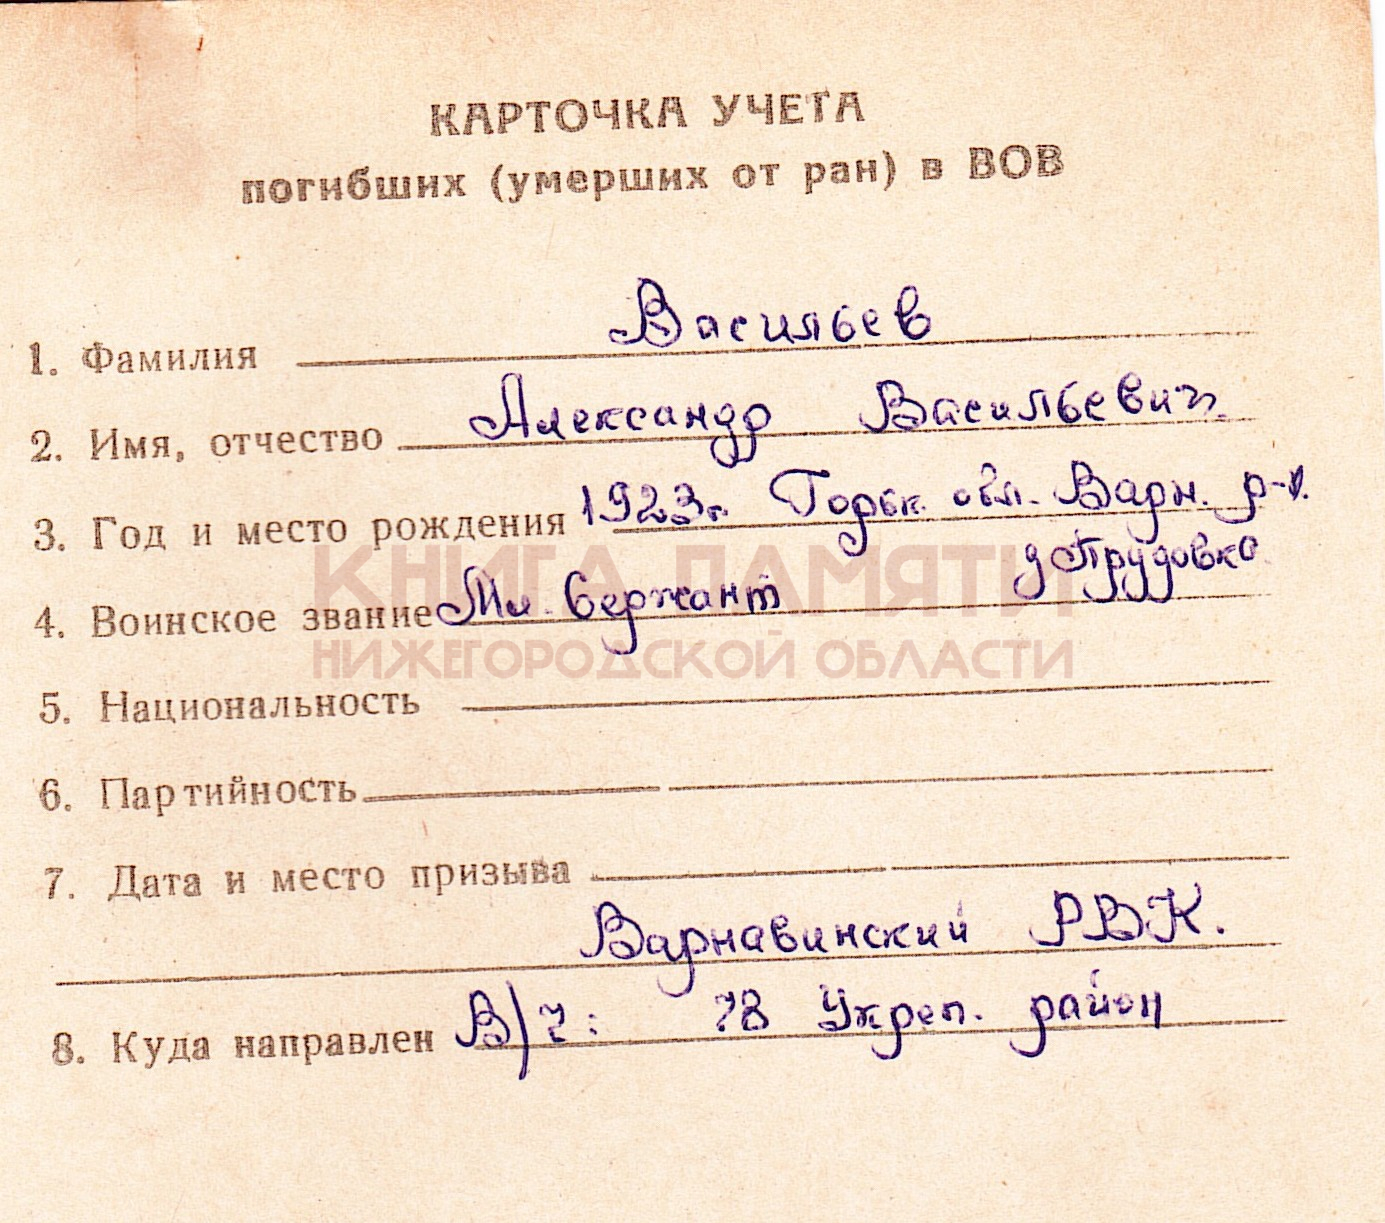 КАРТОЧКА УЧЕТА
погибших (умерших от ран) в ВОВ
1. Фамилия Васильев
2. Имя, отчество Александр Васильевич.
3. Год и место рождения 1923г. Горьк. обл. Варн. р-н.
д Прудовка
КНИГА ПАМЯТИ
4. Воинское звание Мл. Сержант
НИЖЕГОРОДСКОЙ ОБЛАСТИ
5. Национальность
6. Партийность
7. Дата и место призыва
Варнавинский РВК.
8. Куда направлен В/ч: 78 Укреп. район